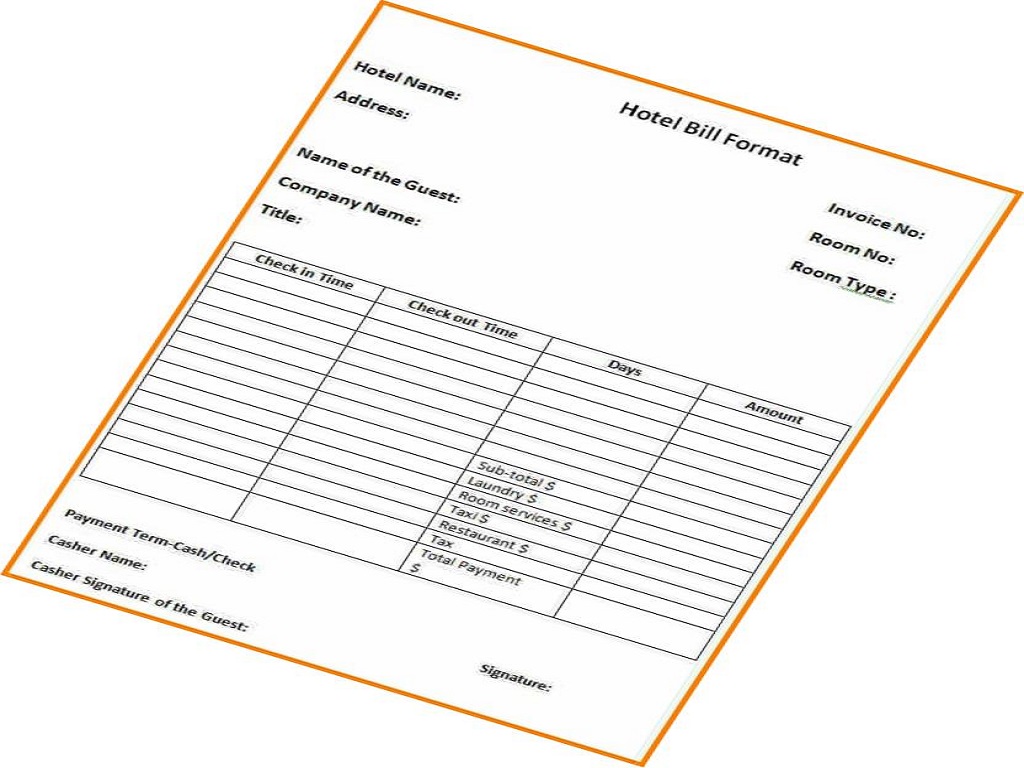 Hotel Bill Format
Hotel Name:
Address:
Name of the Guest:
Company Name:
Title:
Invoice No:
Room No:
Room Type :
Check in Time Check out Time Days Amount
Sub-total $
Laundry $
Room services $
Taxi $
Restaurant $
Tax
Total Payment
$
Payment Term-Cash/Check
Casher Name:
Casher Signature of the Guest:
Signature: